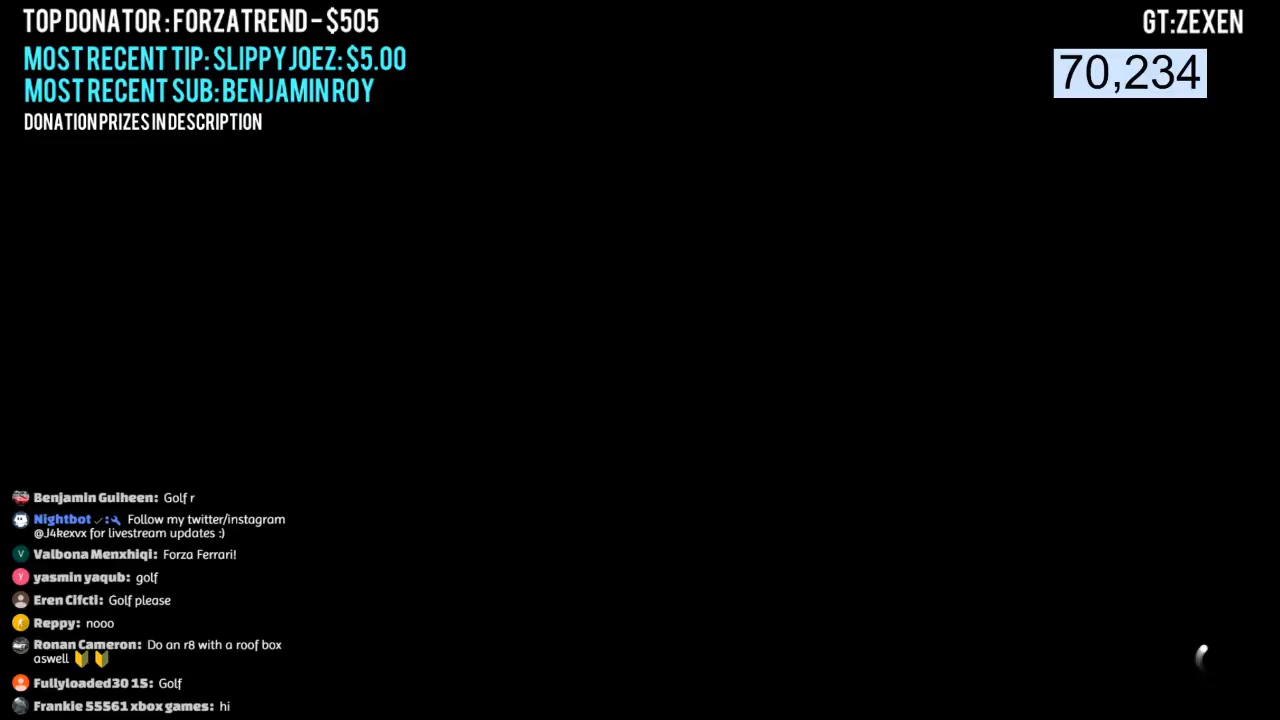 TOP DONATOR : FORZATREND - $505
GT:ZEXEN
MOST RECENT TIP: SLIPPY JOEZ: $5.00
70,234
MOST RECENT SUB: BENJAMIN ROY
DONATION PRIZES IN DESCRIPTION
Benjamin Guiheen: Golf r
Nightbot ✓:🔧 Follow my twitter/instagram
@J4kexvx for livestream updates :)
V Valbona Menxhiqi: Forza Ferrari!
Y yasmin yaqub: golf
Eren Cifcti: Golf please
Reppy: nooo
Ronan Cameron: Do an r8 with a roof box
aswell 🔰 🔰
Fullyloaded30 15: Golf
Frankie 55561 xbox games: hi